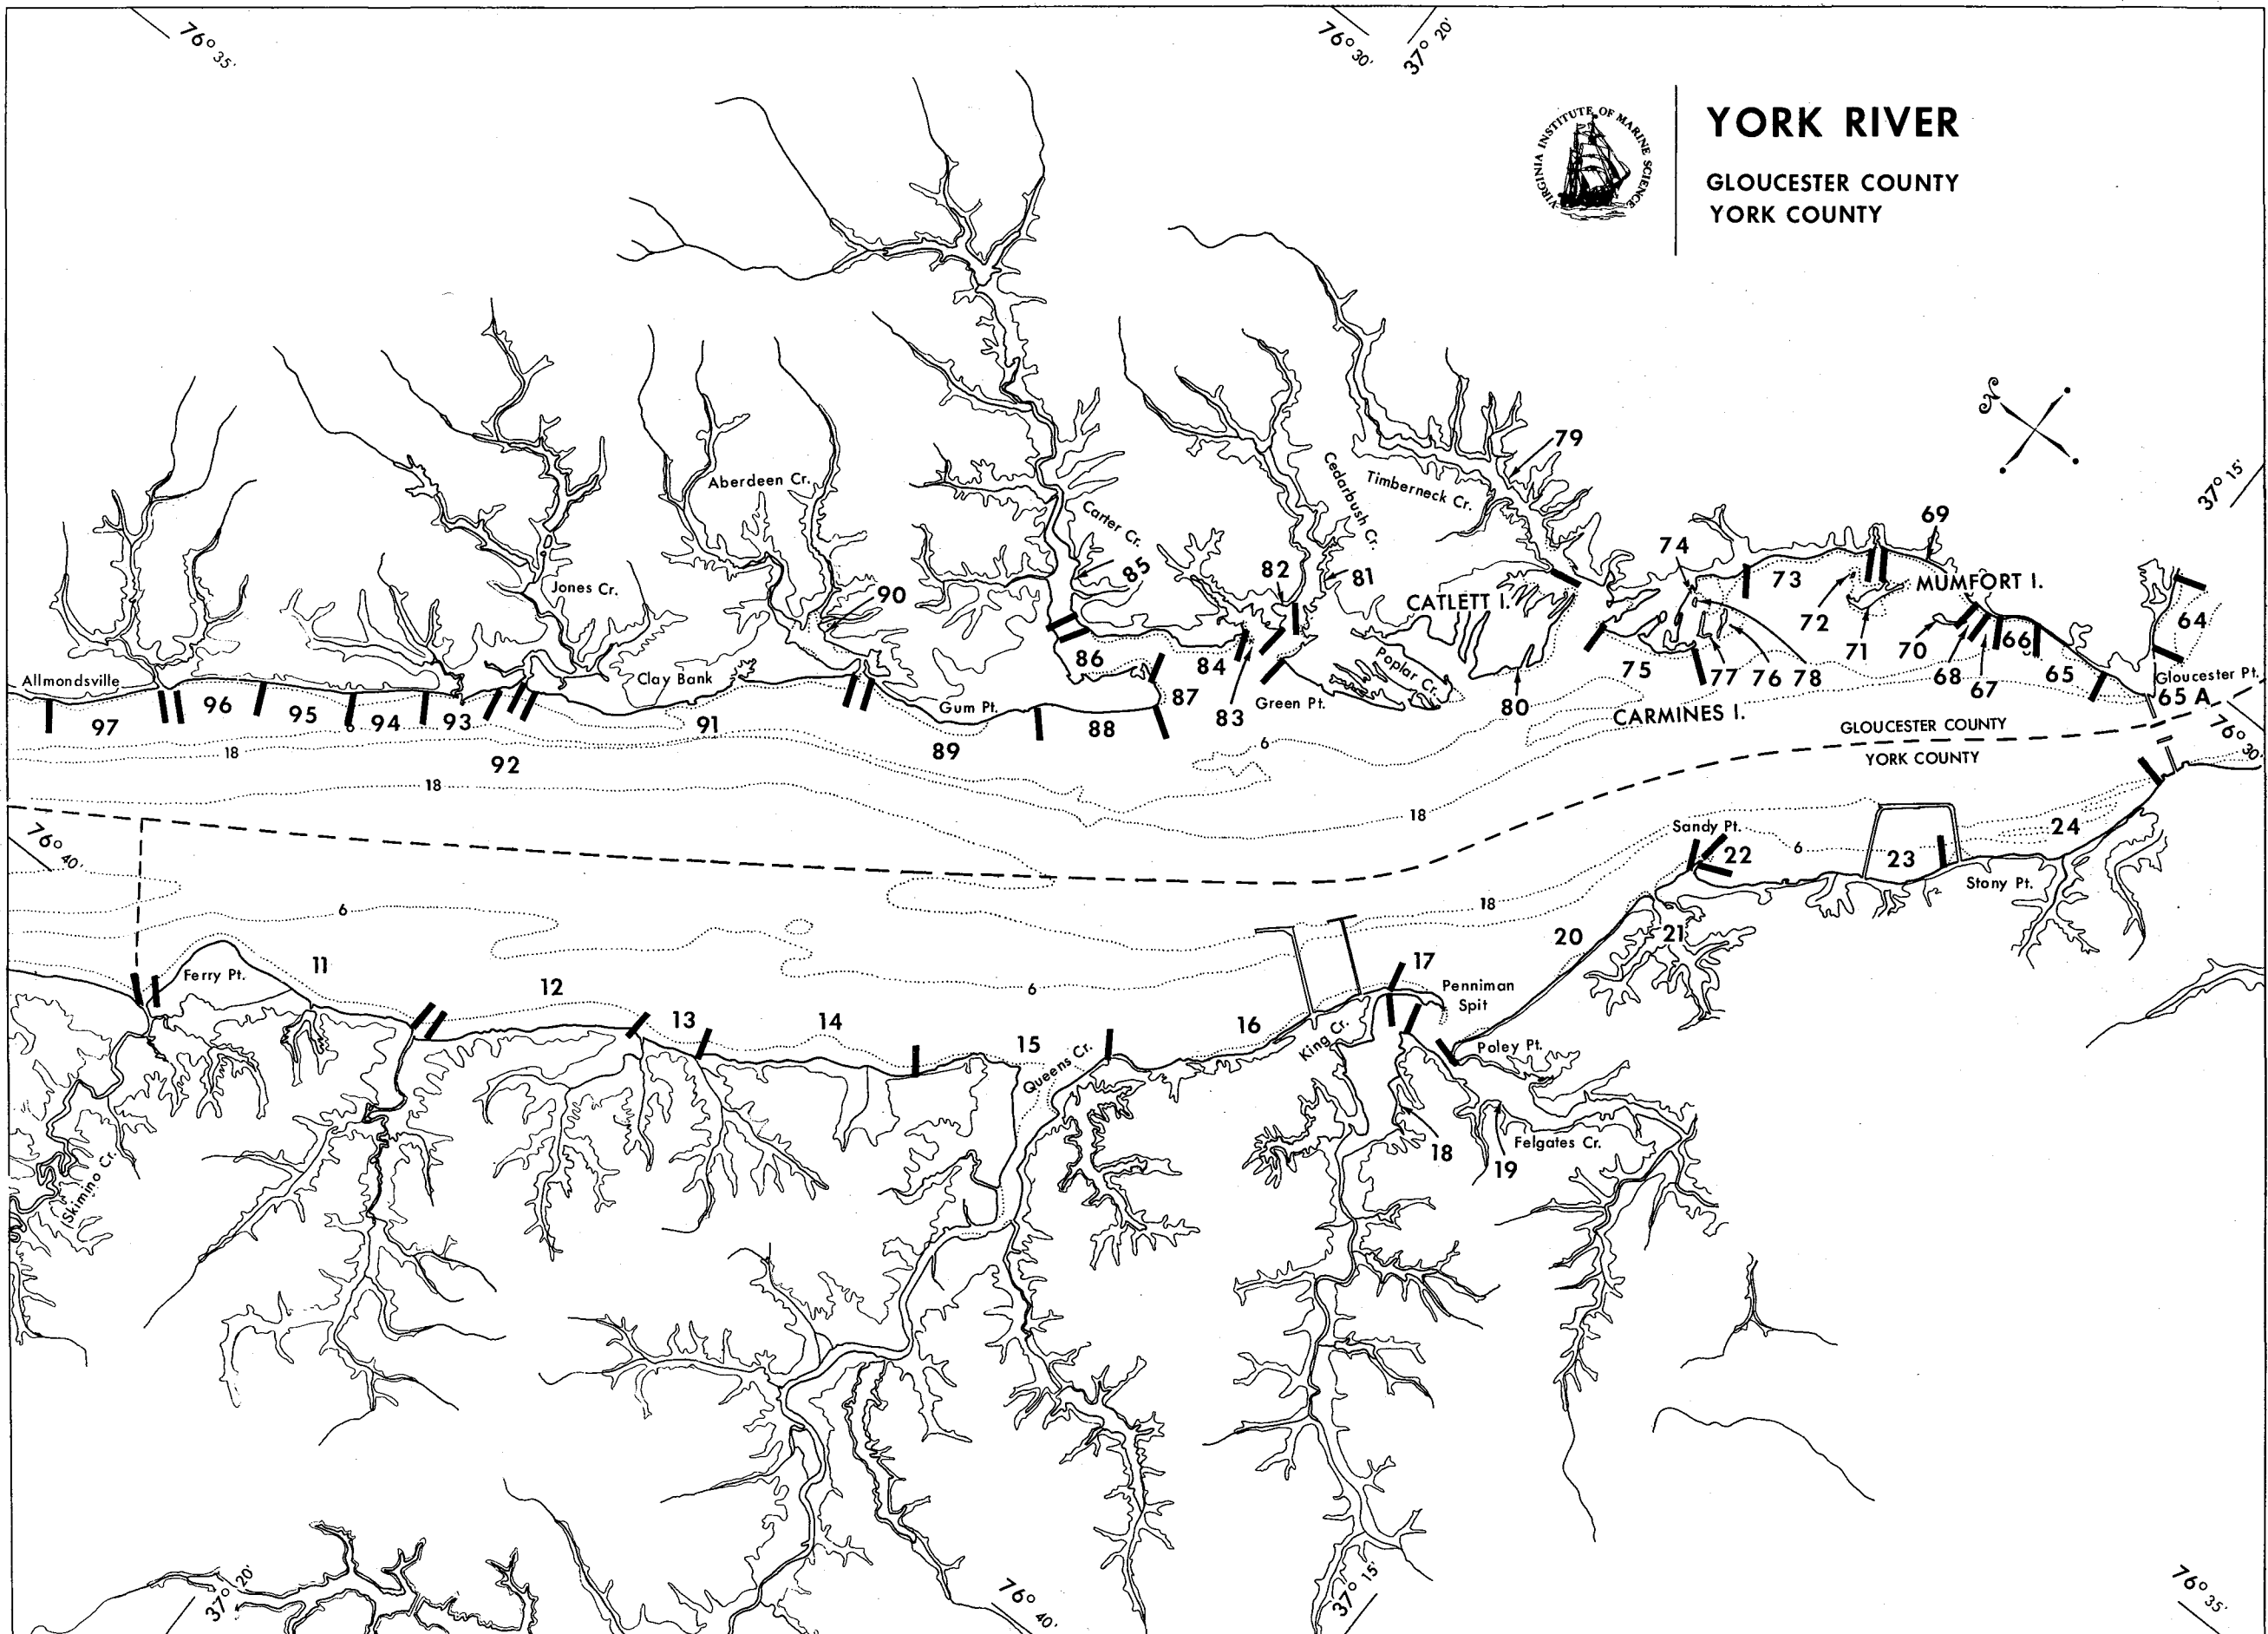 76° 35'
76° 30'
37° 20'
VIRGINIA INSTITUTE OF MARINE SCIENCE
YORK RIVER
GLOUCESTER COUNTY
YORK COUNTY
N
37° 15'
79
Aberdeen Cr.
Timberneck Cr.
Cedarbush Cr.
Carter Cr.
69
74
85
82
81
73
MUMFORT I.
Jones Cr.
90
CATLETT I.
72
71
70
66
64
86
84
75
68
67
65
Allmondsville
Clay Bank
87
Poplar Cr.
77
76
78
Gloucester Pt.
65 A
97
96
95
94
93
91
Gum Pt.
88
83
Green Pt.
80
CARMINES I.
89
6
GLOUCESTER COUNTY
YORK COUNTY
76° 30'
18
92
18
18
76° 40'
Sandy Pt.
22
6
23
24
Stony Pt.
6
18
20
21
Ferry Pt.
11
12
6
17
Penniman
Spit
13
14
15
Queens Cr.
16
King Cr.
Poley Pt.
Skimino Cr.
18
19
Felgates Cr.
37° 20'
76° 40'
37° 15'
76° 35'